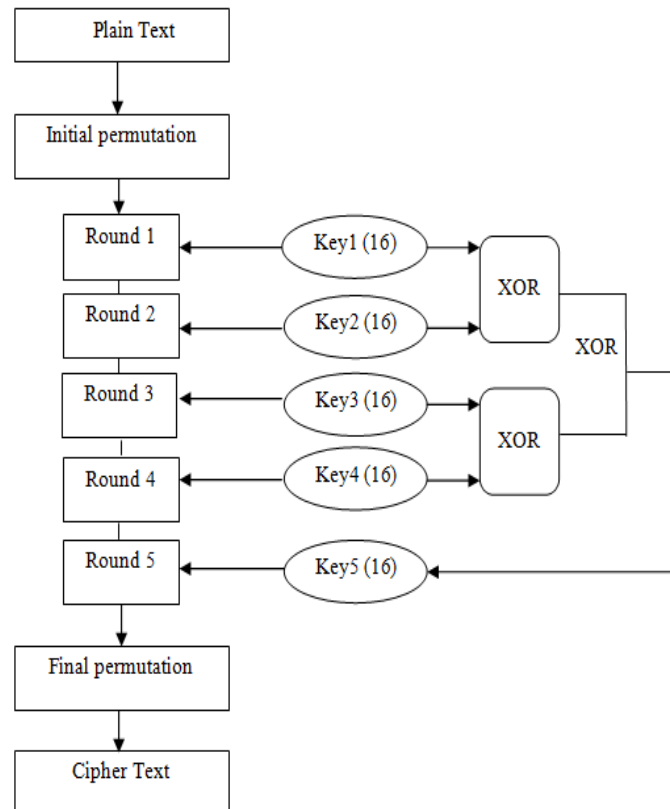 Plain Text
Initial permutation
Round 1
Key1 (16)
XOR
Round 2
Key2 (16)
XOR
Round 3
Key3 (16)
XOR
Round 4
Key4 (16)
Round 5
Key5 (16)
Final permutation
Cipher Text